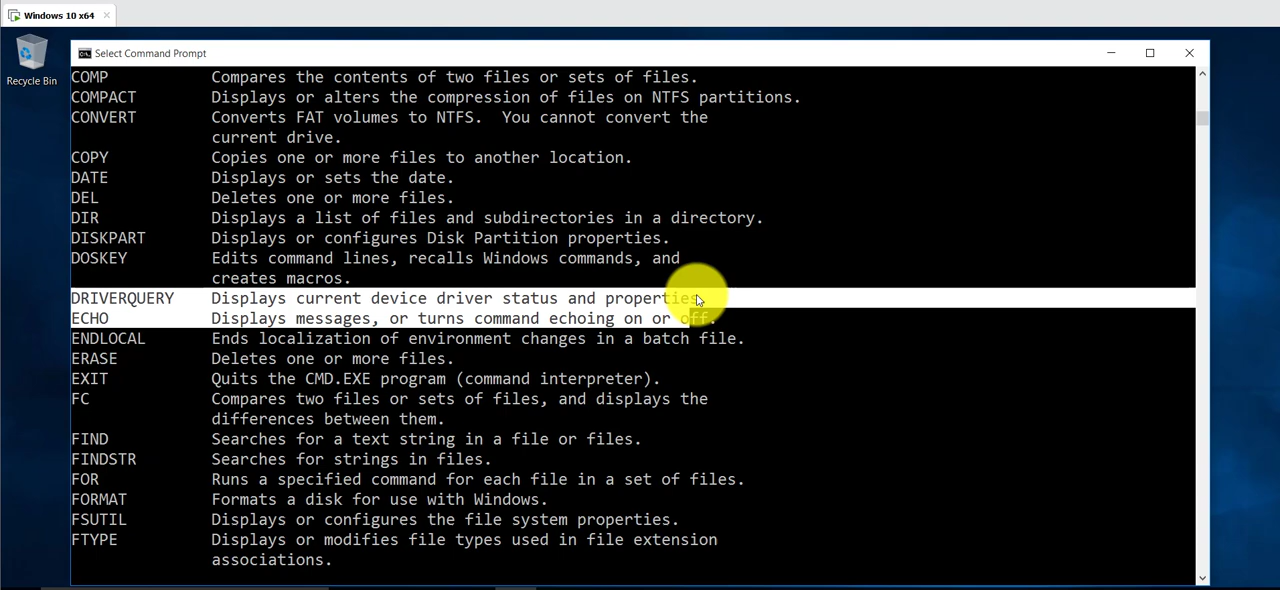 Windows 10 x64
Recycle Bin
Select Command Prompt
COMP Compares the contents of two files or sets of files.
COMPACT Displays or alters the compression of files on NTFS partitions.
CONVERT Converts FAT volumes to NTFS. You cannot convert the
current drive.
COPY Copies one or more files to another location.
DATE Displays or sets the date.
DEL Deletes one or more files.
DIR Displays a list of files and subdirectories in a directory.
DISKPART Displays or configures Disk Partition properties.
DOSKEY Edits command lines, recalls Windows commands, and
creates macros.
DRIVERQUERY Displays current device driver status and properties.
ECHO Displays messages, or turns command echoing on or off.
ENDLOCAL Ends localization of environment changes in a batch file.
ERASE Deletes one or more files.
EXIT Quits the CMD.EXE program (command interpreter).
FC Compares two files or sets of files, and displays the
differences between them.
FIND Searches for a text string in a file or files.
FINDSTR Searches for strings in files.
FOR Runs a specified command for each file in a set of files.
FORMAT Formats a disk for use with Windows.
FSUTIL Displays or configures the file system properties.
FTYPE Displays or modifies file types used in file extension
associations.